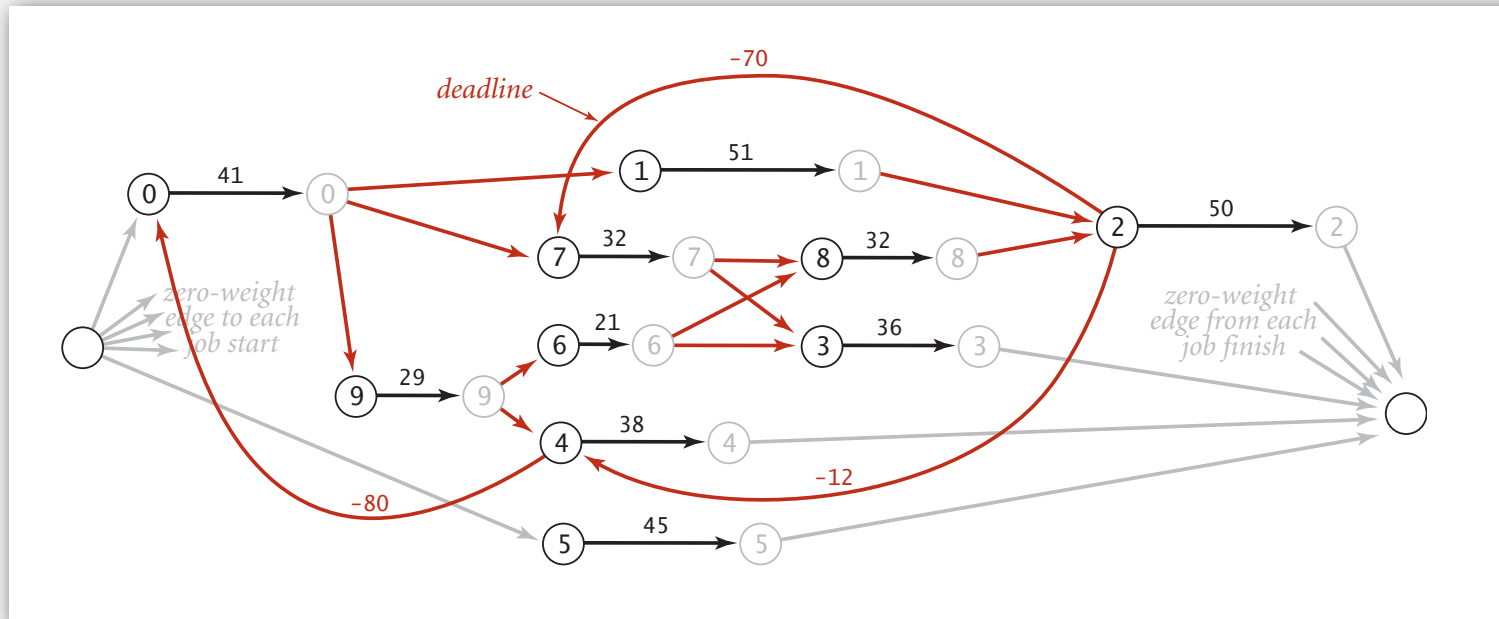 -70
deadline
0 41 0
1 51 1
7 32 7
8 32 8
2 50 2
zero-weight
edge to each
job start
zero-weight
edge from each
job finish
6 21 6
3 36 3
9 29 9
4 38 4
-12
-80
5 45 5